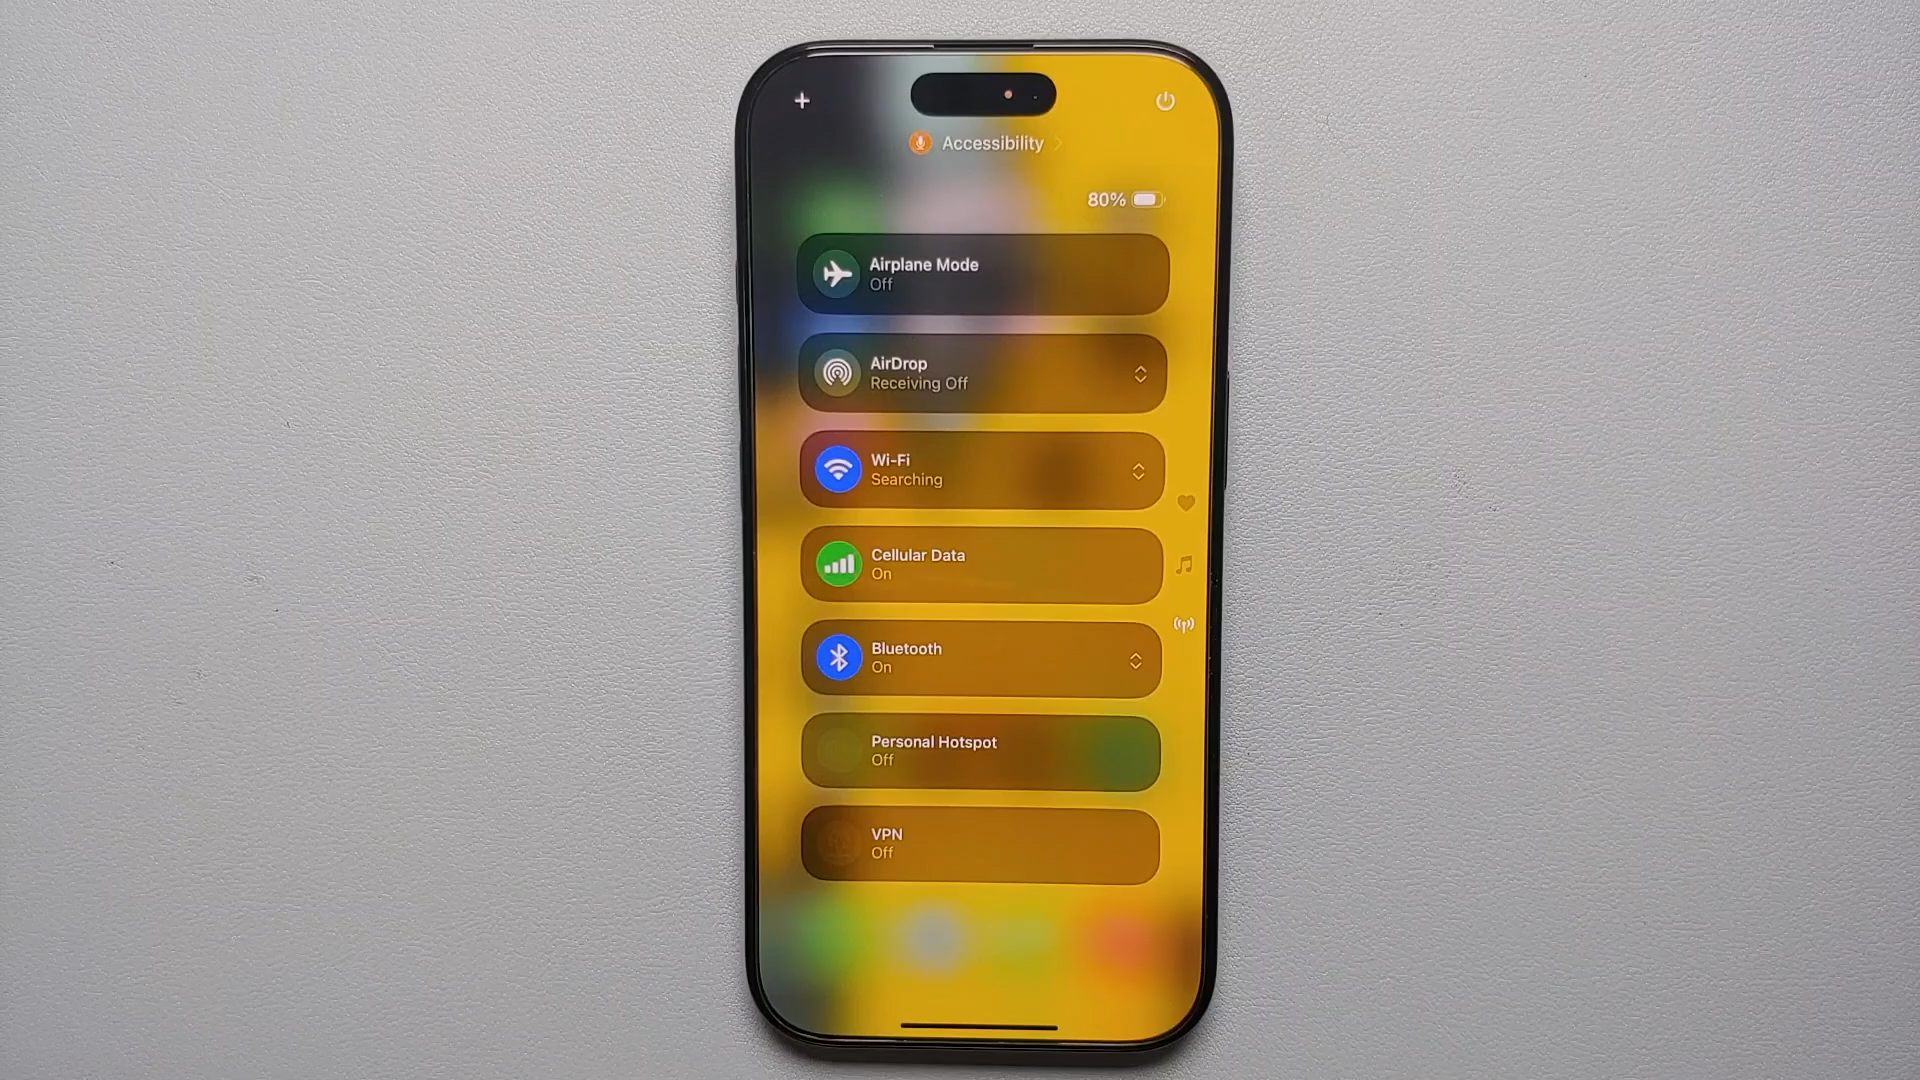 Accessibility
80%
Airplane Mode
Off
AirDrop
Receiving Off
Wi-Fi
Searching
Cellular Data
On
Bluetooth
On
Personal Hotspot
Off
VPN
Off